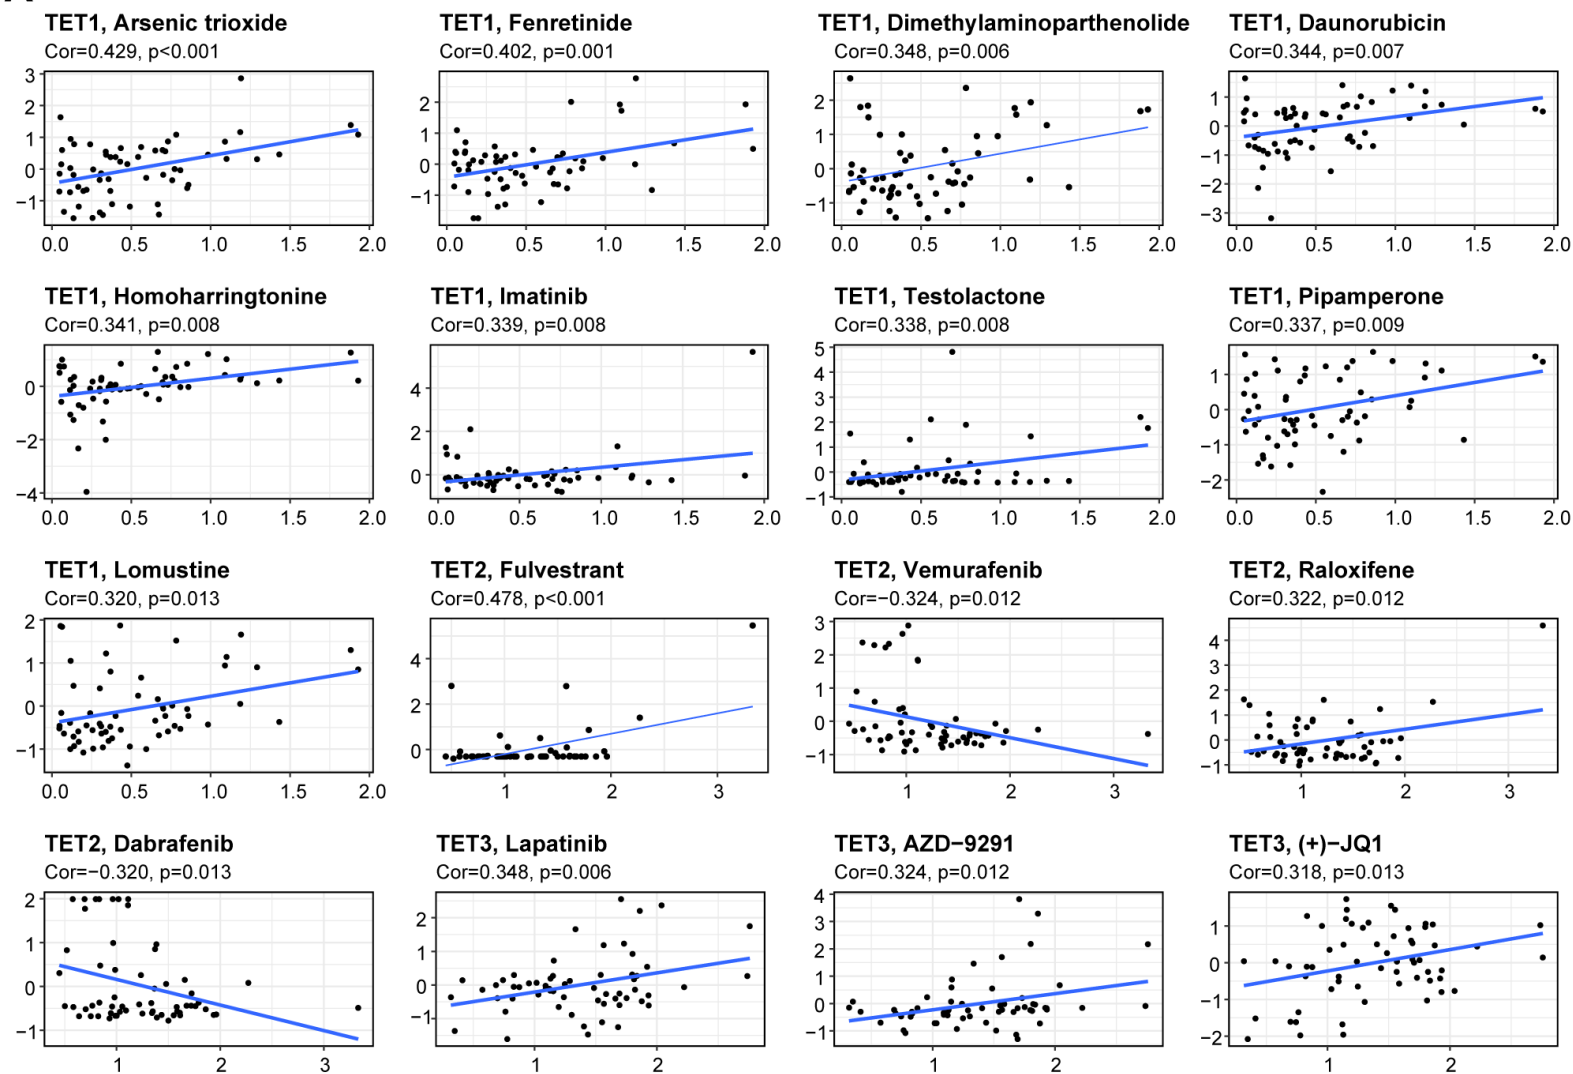 TET1, Arsenic trioxide
Cor=0.429, p<0.001
3
2
1
0
−1
0.0 0.5 1.0 1.5 2.0
TET1, Fenretinide
Cor=0.402, p=0.001
2
1
0
−1
0.0 0.5 1.0 1.5 2.0
TET1, Dimethylaminoparthenolide
Cor=0.348, p=0.006
2
1
0
−1
0.0 0.5 1.0 1.5 2.0
TET1, Daunorubicin
Cor=0.344, p=0.007
1
0
−1
−2
−3
0.0 0.5 1.0 1.5 2.0
TET1, Homoharringtonine
Cor=0.341, p=0.008
0
−2
−4
0.0 0.5 1.0 1.5 2.0
TET1, Imatinib
Cor=0.339, p=0.008
4
2
0
0.0 0.5 1.0 1.5 2.0
TET1, Testolactone
Cor=0.338, p=0.008
5
4
3
2
1
0
−1
0.0 0.5 1.0 1.5 2.0
TET1, Pipamperone
Cor=0.337, p=0.009
1
0
−1
−2
0.0 0.5 1.0 1.5 2.0
TET1, Lomustine
Cor=0.320, p=0.013
2
1
0
−1
0.0 0.5 1.0 1.5 2.0
TET2, Fulvestrant
Cor=0.478, p<0.001
4
2
0
1 2 3
TET2, Vemurafenib
Cor=−0.324, p=0.012
3
2
1
0
−1
1 2 3
TET2, Raloxifene
Cor=0.322, p=0.012
4
3
2
1
0
−1
1 2 3
TET2, Dabrafenib
Cor=−0.320, p=0.013
2
1
0
−1
1 2 3
TET3, Lapatinib
Cor=0.348, p=0.006
2
1
0
−1
1 2
TET3, AZD−9291
Cor=0.324, p=0.012
4
3
2
1
0
−1
1 2
TET3, (+)−JQ1
Cor=0.318, p=0.013
1
0
−1
−2
1 2